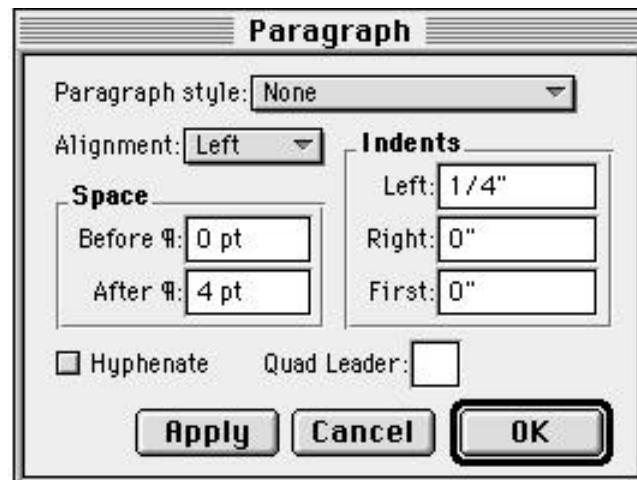 Paragraph
Paragraph style: None
Alignment: Left
Indents
Left: 1/4"
Right: 0"
First: 0"
Space
Before ¶: 0 pt
After ¶: 4 pt
Hyphenate
Quad Leader:
Apply
Cancel
OK